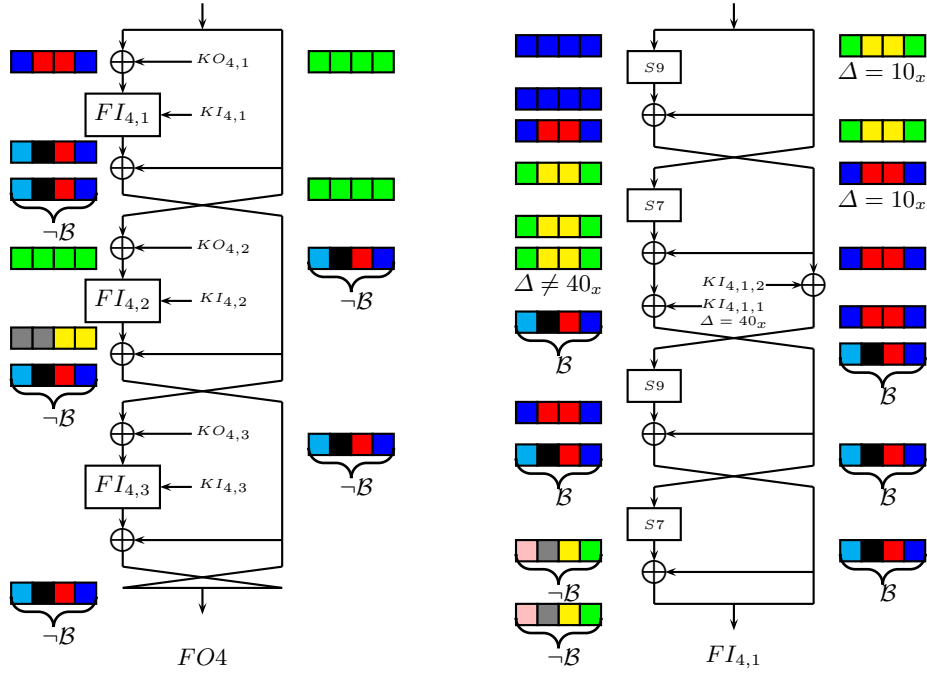 KO₄,₁
FI₄,₁
KI₄,₁
¬ℬ
KO₄,₂
FI₄,₂
KI₄,₂
¬ℬ
¬ℬ
KO₄,₃
FI₄,₃
KI₄,₃
¬ℬ
¬ℬ
FO4
S9
Δ = 10ₓ
S7
Δ = 10ₓ
Δ ≠ 40ₓ
KI₄,₁,₂
KI₄,₁,₁
Δ = 40ₓ
ℬ
S9
ℬ
ℬ
ℬ
S7
¬ℬ
ℬ
¬ℬ
FI₄,₁